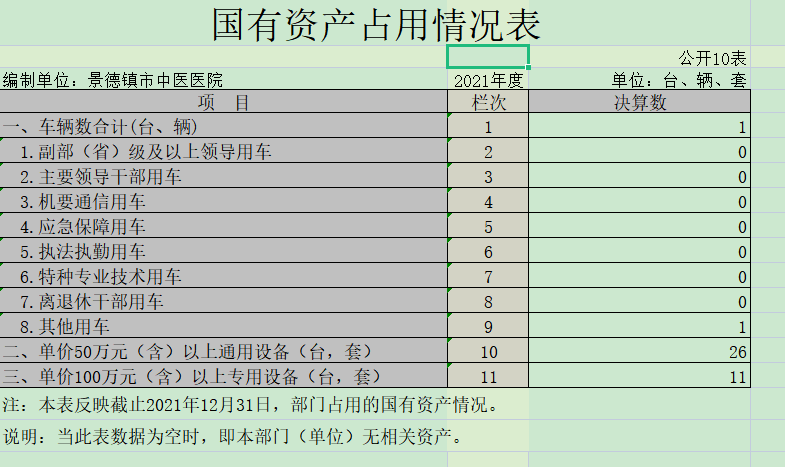 国有资产占用情况表
公开10表
编制单位：景德镇市中医医院 2021年度 单位：台、辆、套
项 目 栏次 决算数
一、车辆数合计(台、辆) 1 1
1.副部（省）级及以上领导用车 2 0
2.主要领导干部用车 3 0
3.机要通信用车 4 0
4.应急保障用车 5 0
5.执法执勤用车 6 0
6.特种专业技术用车 7 0
7.离退休干部用车 8 0
8.其他用车 9 1
二、单价50万元（含）以上通用设备（台，套） 10 26
三、单价100万元（含）以上专用设备（台，套） 11 11
注：本表反映截止2021年12月31日，部门占用的国有资产情况。
说明：当此表数据为空时，即本部门（单位）无相关资产。